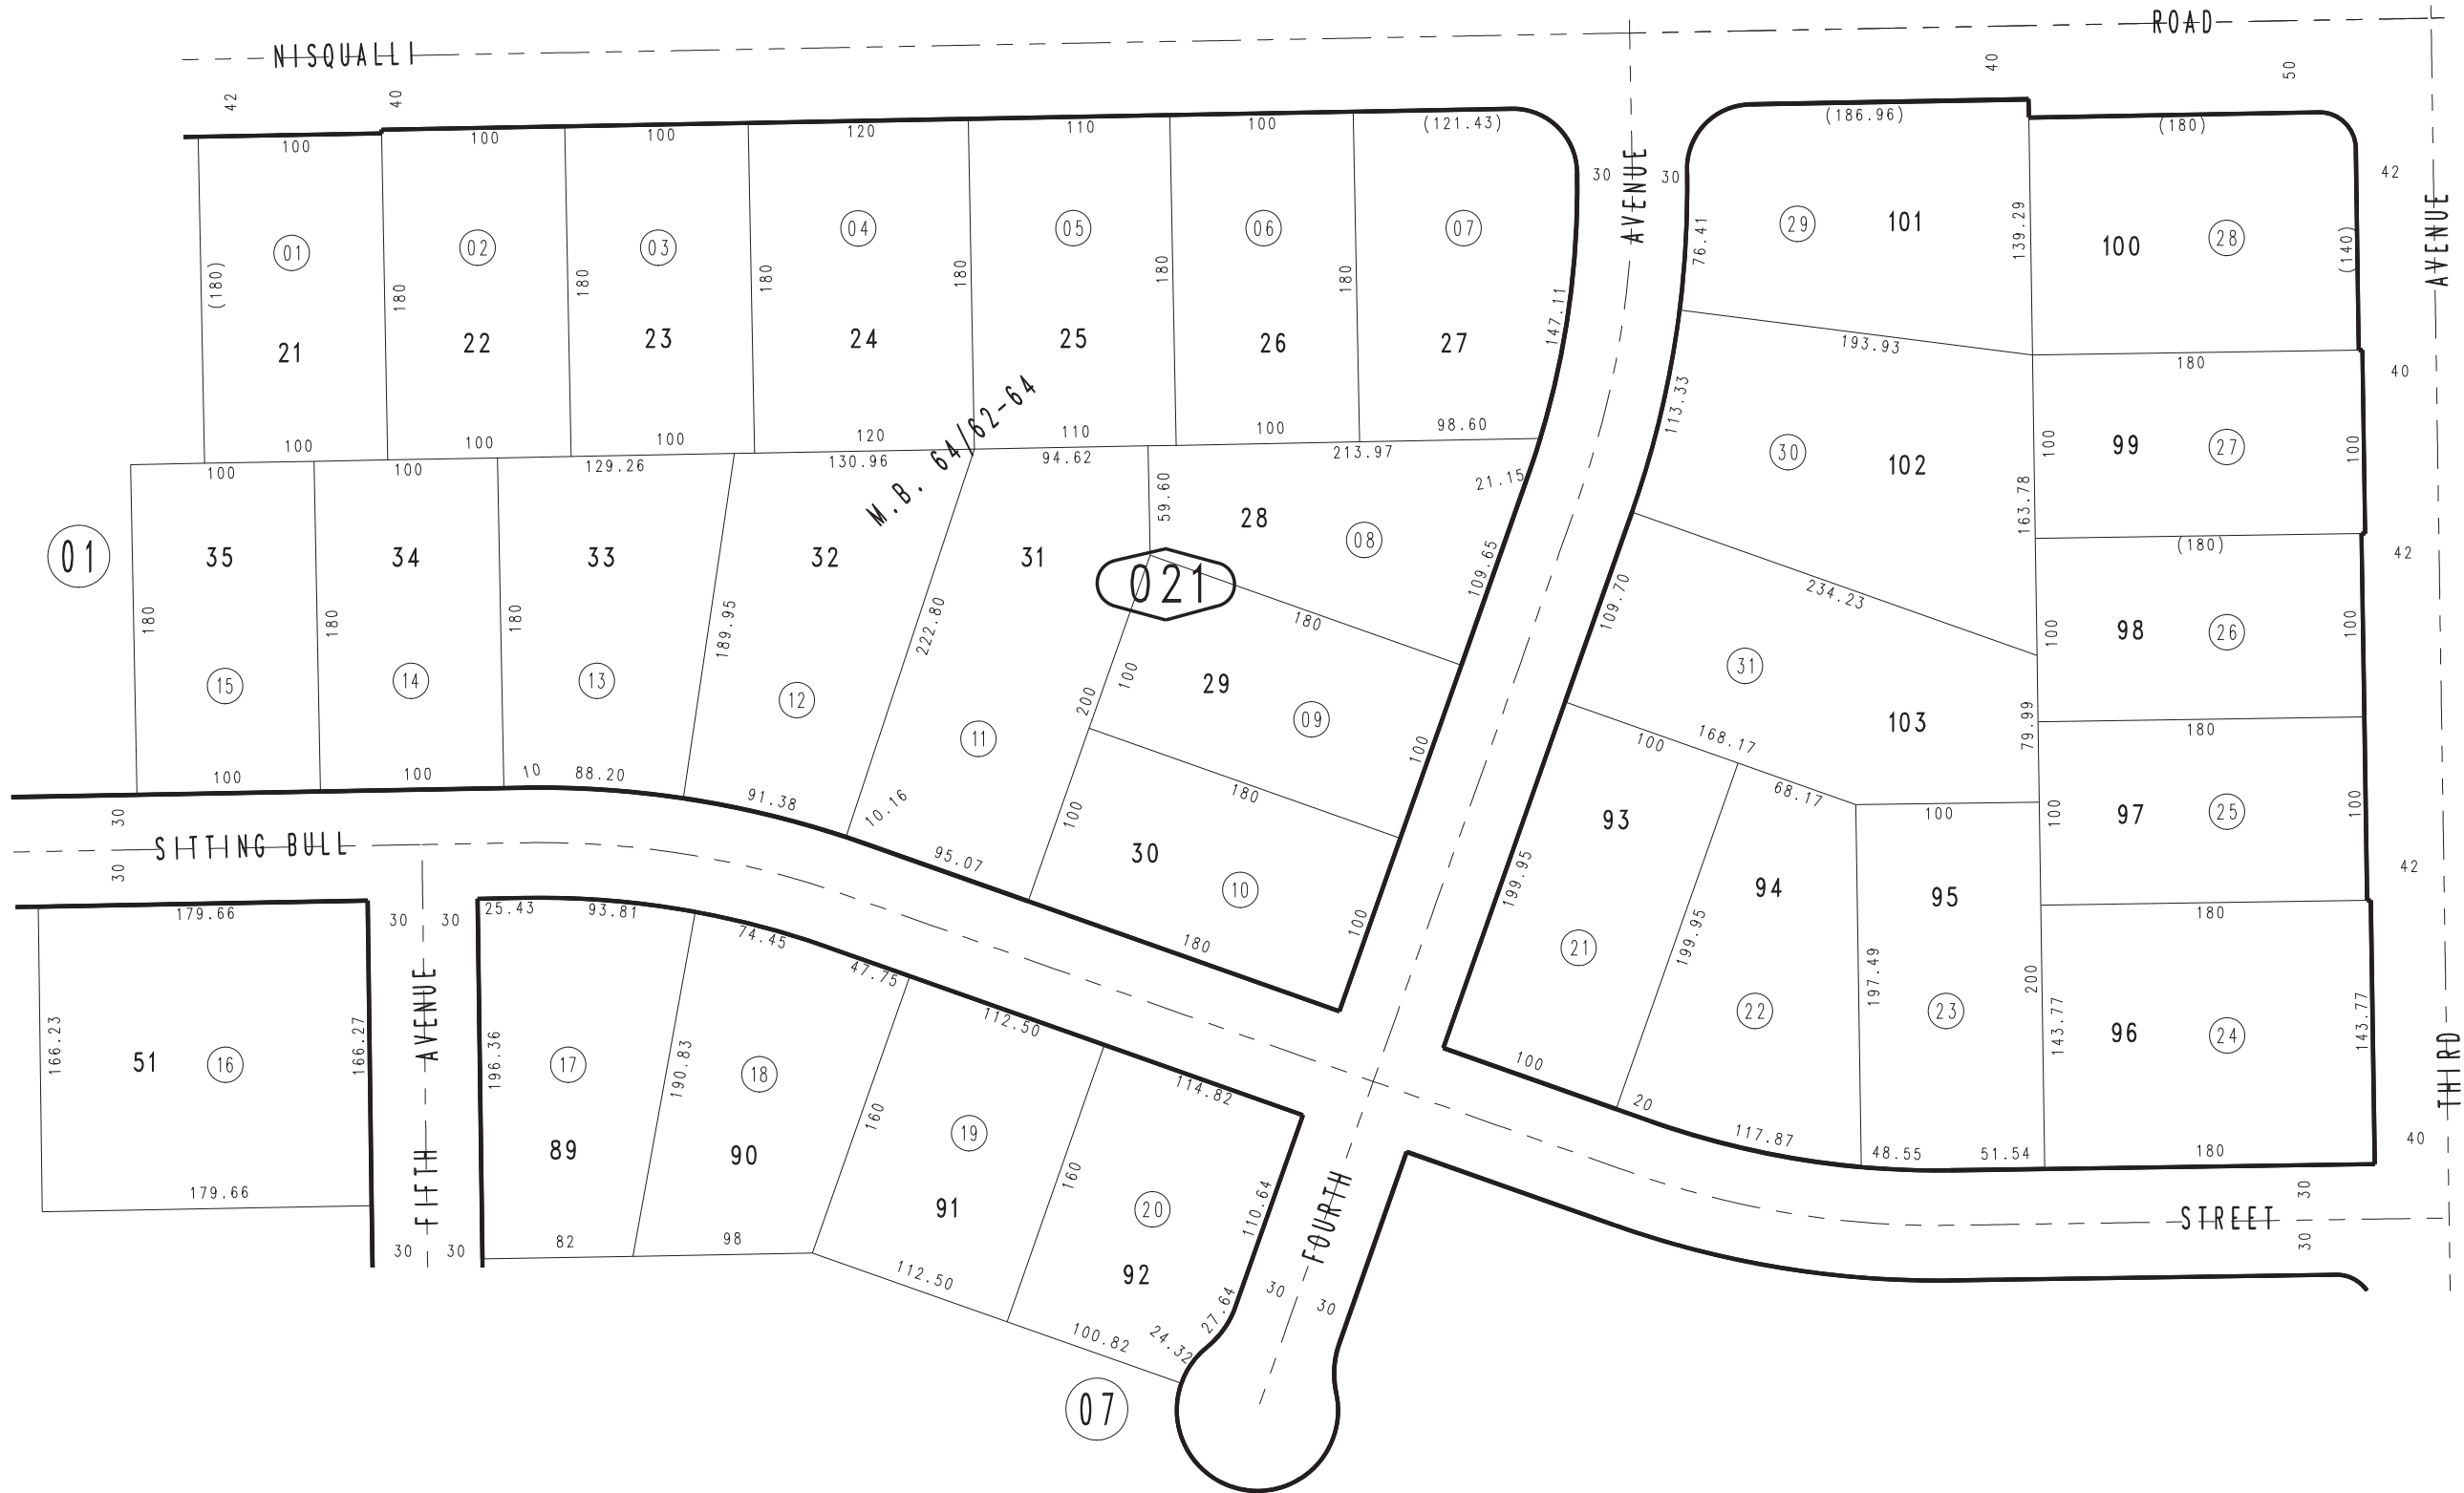 NISQUALLI ROAD
42 40 40 50
100 100 100 120 110 100 (121.43) (186.96) (180)
30 AVENUE 30 42
01 02 03 04 05 06 07 29 101 100 28 AVENUE
(180) 180 180 180 180 180 180 147.11 76.41 139.29 (140)
21 22 23 24 25 26 27
193.93 180 40
100 100 100 120 110 100 98.60 113.33
M.B. 64/62-64
100 100 129.26 130.96 94.62 213.97 21.15
30 102 163.78 100 99 27 100
59.60 28 08 109.65
01 35 34 33 32 31 021
(180) 42
180 180 180 189.95 222.80 180 109.70 234.23
100 98 26 100
15 14 13 12 11 200 100 29 09 100
31 103 79.99 180
100 168.17
100 100 10 88.20 91.38 10.16 100 180
68.17 100
93 100 97 25 100
30 SITTING BULL 30
95.07 30 10 180 100
199.95 94 95 42
21 199.95 22 197.49 23 200 180
179.66 30 30 25.43 93.81 74.45 47.75 112.50 114.82
166.23 51 16 166.27 FIFTH AVENUE 196.36 17 190.83 18 160 19 160 20 110.64
143.77 96 24 143.77 THIRD
100 20 117.87 48.55 51.54 180 40
89 90 91 92
179.66
30 30 82 98 112.50 100.82 24.32 27.64
FOURTH 30 30
30 STREET 30
07